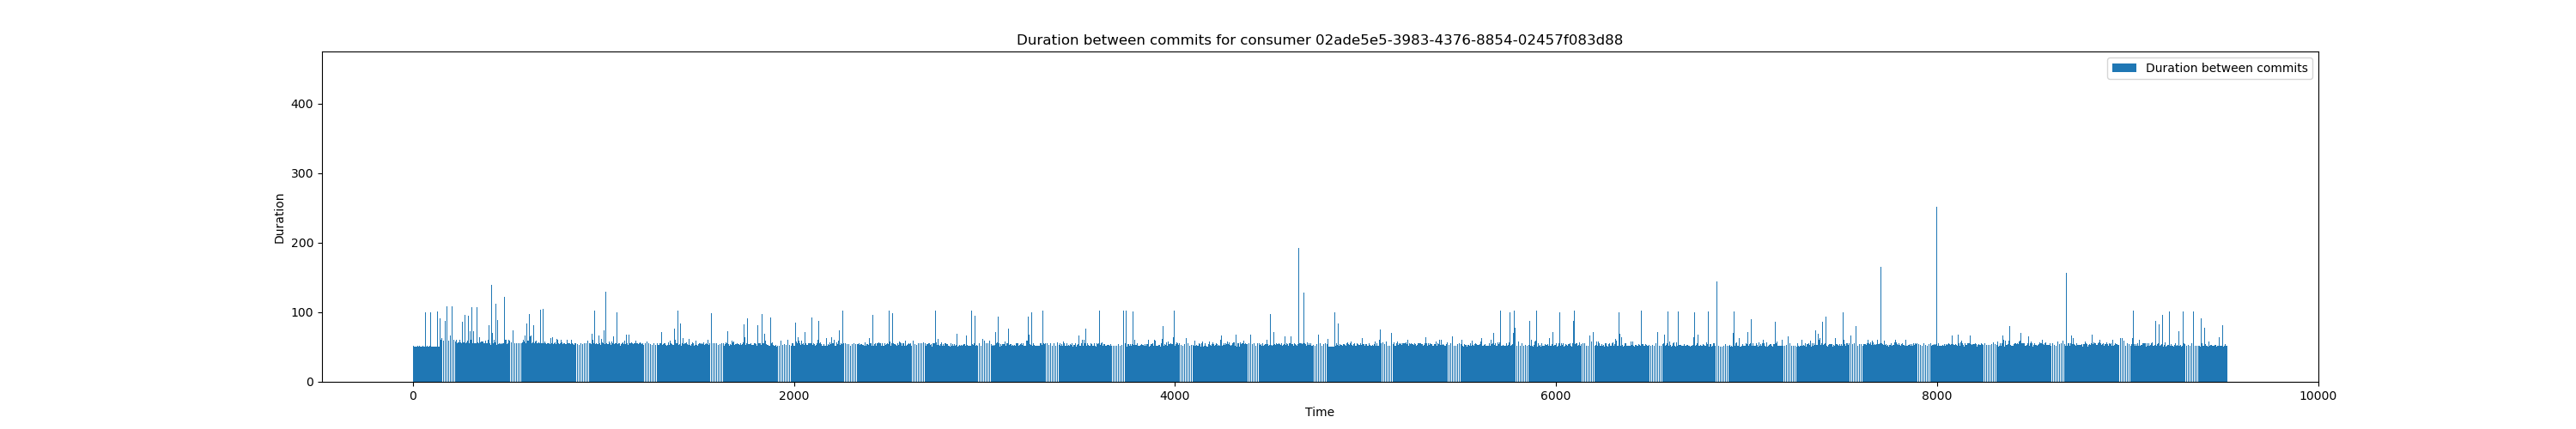 Duration between commits for consumer 02ade5e5-3983-4376-8854-02457f083d88
Duration between commits
400
300
200
100
0
Duration
0 2000 4000 6000 8000 10000
Time